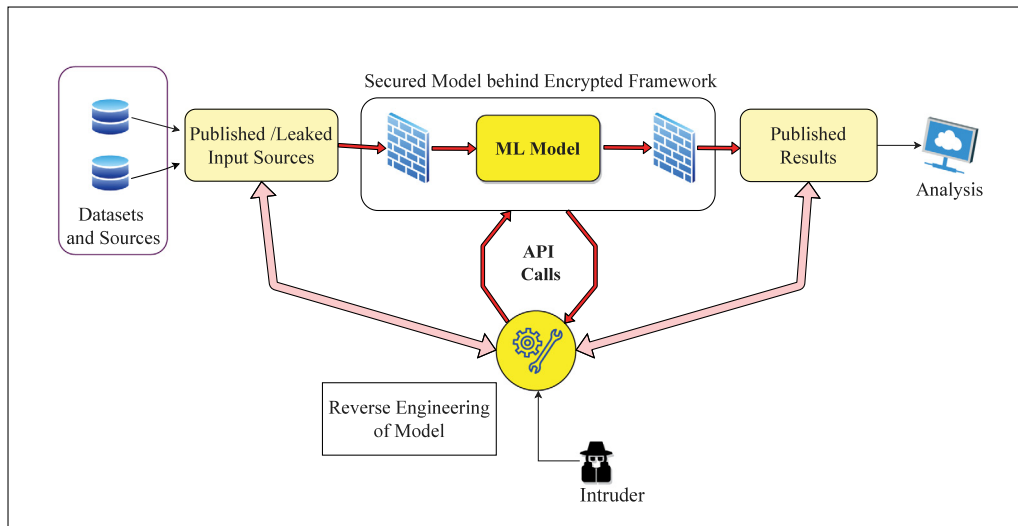 Secured Model behind Encrypted Framework
Published /Leaked
Input Sources
ML Model
Published
Results
Analysis
Datasets
and Sources
API
Calls
Reverse Engineering
of Model
Intruder